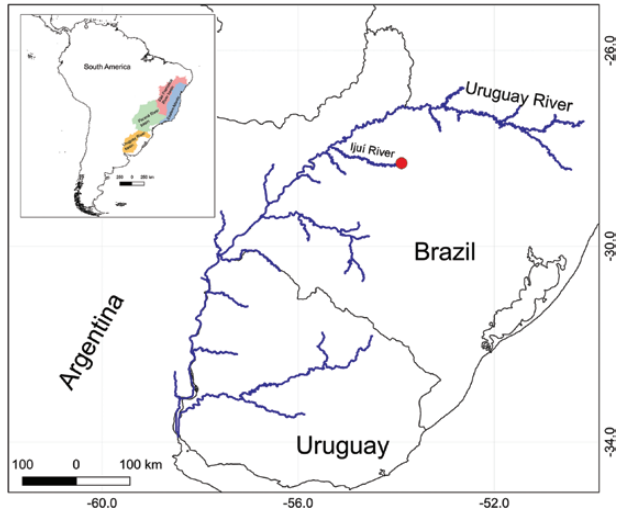 South America
Uruguay River
Ijuí River
Brazil
Argentina
Uruguay
100 0 100 km
-26.0
-30.0
-34.0
-60.0
-56.0
-52.0